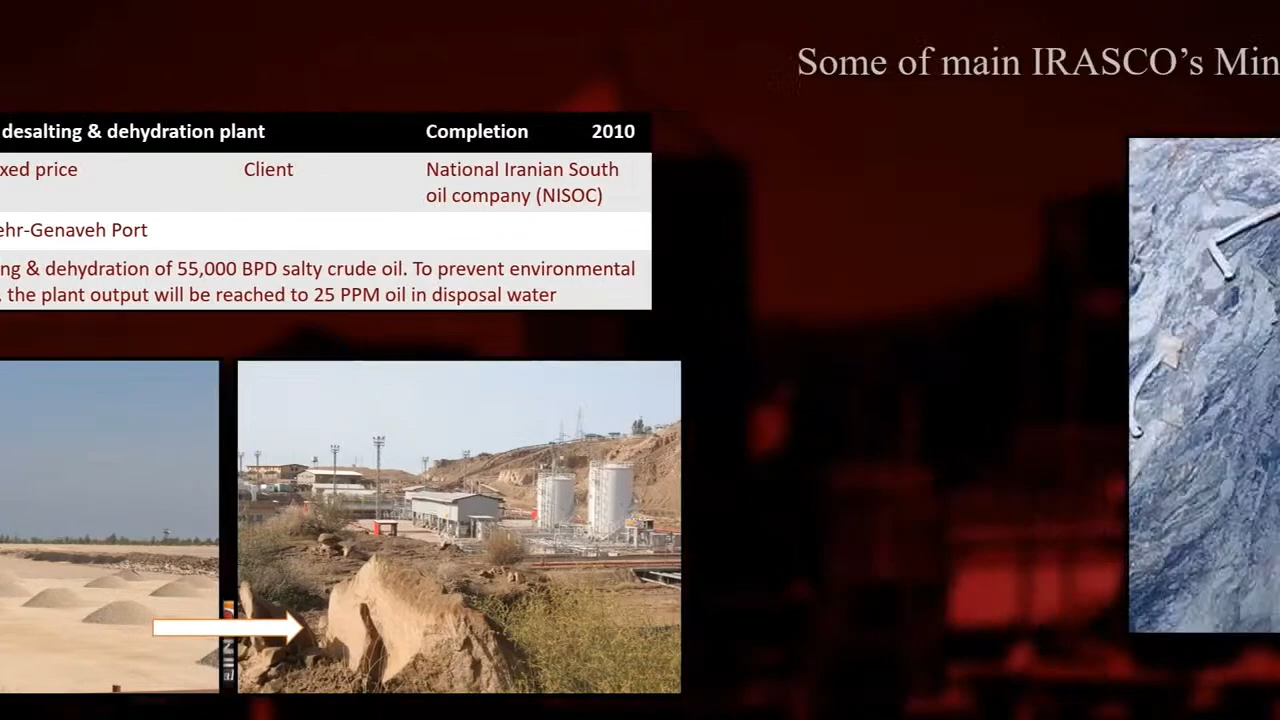 Some of main IRASCO's Min
desalting & dehydration plant Completion 2010
xed price Client National Iranian South
oil company (NISOC)
ehr-Genaveh Port
ng & dehydration of 55,000 BPD salty crude oil. To prevent environmental
, the plant output will be reached to 25 PPM oil in disposal water